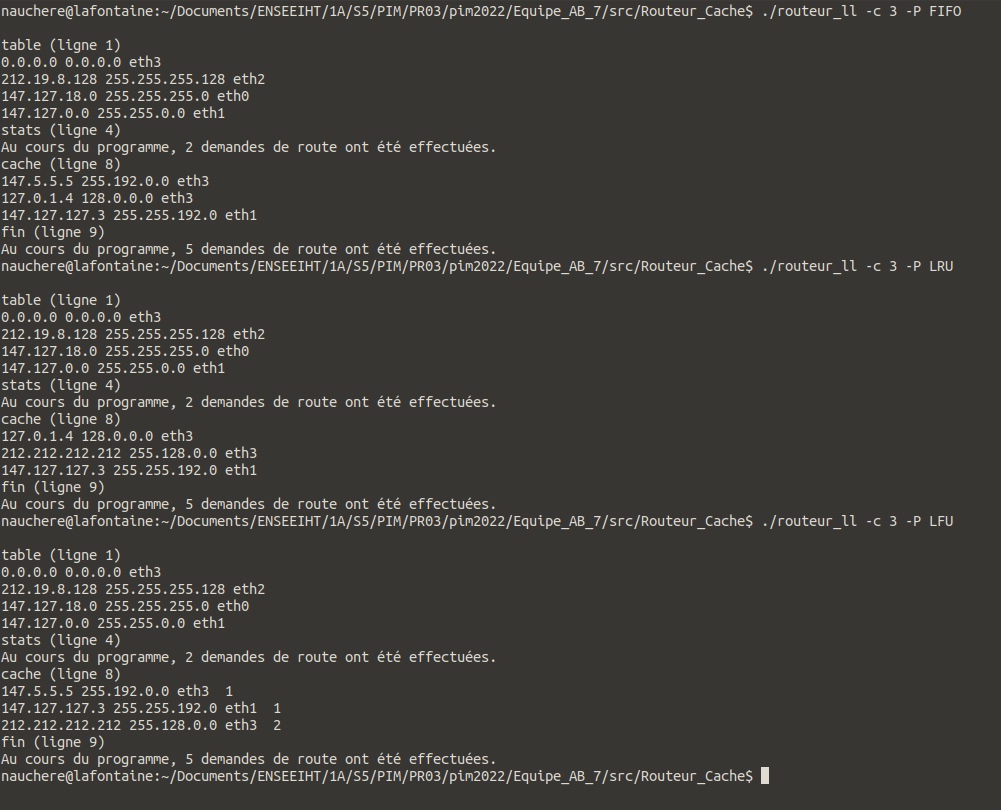 nauchere@lafontaine:~/Documents/ENSEEIHT/1A/S5/PIM/PR03/pim2022/Equipe_AB_7/src/Routeur_Cache$ ./routeur_ll -c 3 -P FIFO
table (ligne 1)
0.0.0.0 0.0.0.0 eth3
212.19.8.128 255.255.255.128 eth2
147.127.18.0 255.255.255.0 eth0
147.127.0.0 255.255.0.0 eth1
stats (ligne 4)
Au cours du programme, 2 demandes de route ont été effectuées.
cache (ligne 8)
147.5.5.5 255.192.0.0 eth3
127.0.1.4 128.0.0.0 eth3
147.127.127.3 255.255.192.0 eth1
fin (ligne 9)
Au cours du programme, 5 demandes de route ont été effectuées.
nauchere@lafontaine:~/Documents/ENSEEIHT/1A/S5/PIM/PR03/pim2022/Equipe_AB_7/src/Routeur_Cache$ ./routeur_ll -c 3 -P LRU
table (ligne 1)
0.0.0.0 0.0.0.0 eth3
212.19.8.128 255.255.255.128 eth2
147.127.18.0 255.255.255.0 eth0
147.127.0.0 255.255.0.0 eth1
stats (ligne 4)
Au cours du programme, 2 demandes de route ont été effectuées.
cache (ligne 8)
127.0.1.4 128.0.0.0 eth3
212.212.212.212 255.128.0.0 eth3
147.127.127.3 255.255.192.0 eth1
fin (ligne 9)
Au cours du programme, 5 demandes de route ont été effectuées.
nauchere@lafontaine:~/Documents/ENSEEIHT/1A/S5/PIM/PR03/pim2022/Equipe_AB_7/src/Routeur_Cache$ ./routeur_ll -c 3 -P LFU
table (ligne 1)
0.0.0.0 0.0.0.0 eth3
212.19.8.128 255.255.255.128 eth2
147.127.18.0 255.255.255.0 eth0
147.127.0.0 255.255.0.0 eth1
stats (ligne 4)
Au cours du programme, 2 demandes de route ont été effectuées.
cache (ligne 8)
147.5.5.5 255.192.0.0 eth3  1
147.127.127.3 255.255.192.0 eth1  1
212.212.212.212 255.128.0.0 eth3  2
fin (ligne 9)
Au cours du programme, 5 demandes de route ont été effectuées.
nauchere@lafontaine:~/Documents/ENSEEIHT/1A/S5/PIM/PR03/pim2022/Equipe_AB_7/src/Routeur_Cache$